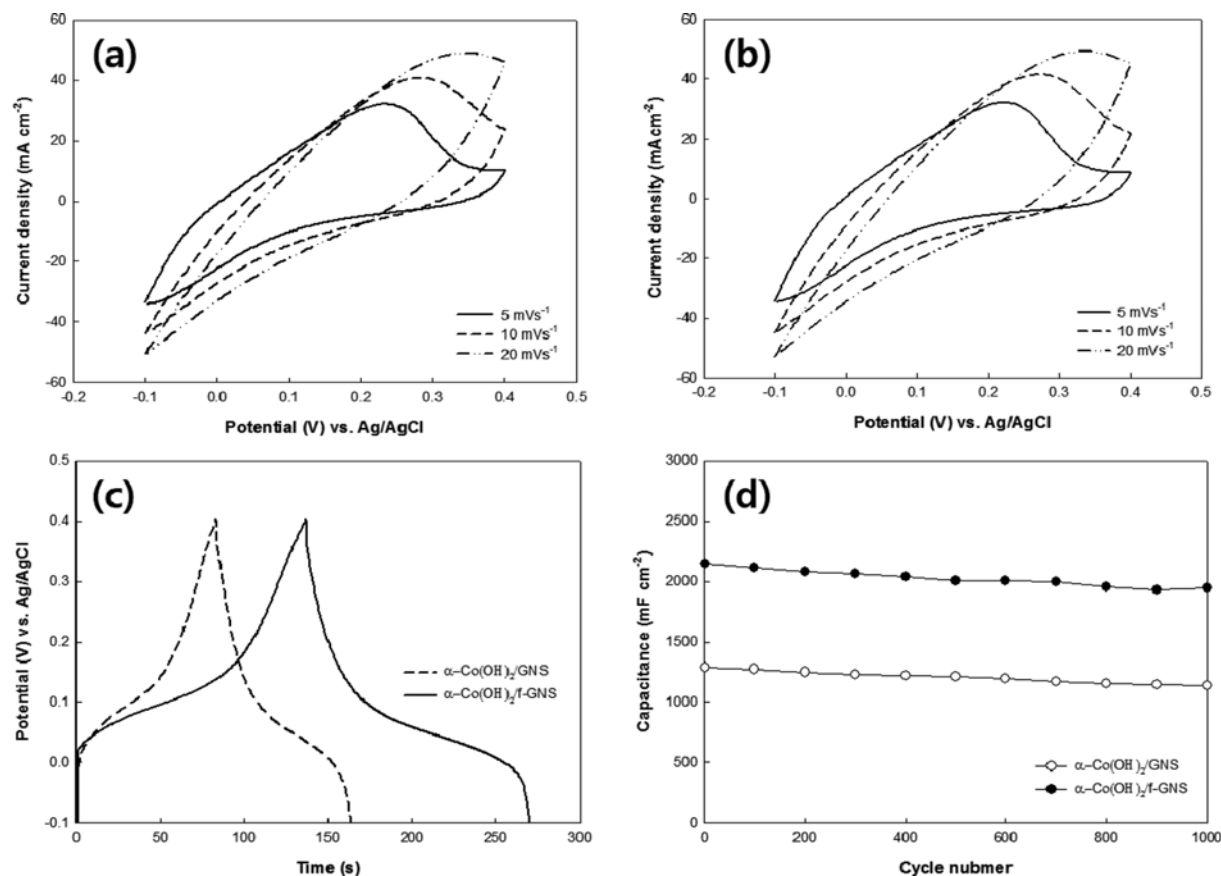 (a)
Current density (mA cm⁻²)
60
40
20
0
-20
-40
-60
-0.2 -0.1 0.0 0.1 0.2 0.3 0.4 0.5
Potential (V) vs. Ag/AgCl
5 mVs⁻¹
10 mVs⁻¹
20 mVs⁻¹
(b)
Current density (mA cm⁻²)
60
40
20
0
-20
-40
-60
-0.2 -0.1 0.0 0.1 0.2 0.3 0.4 0.5
Potential (V) vs. Ag/AgCl
5 mVs⁻¹
10 mVs⁻¹
20 mVs⁻¹
(c)
Potential (V) vs. Ag/AgCl
0.5
0.4
0.3
0.2
0.1
0.0
-0.1
0 50 100 150 200 250 300
Time (s)
α–Co(OH)₂/GNS
α–Co(OH)₂/f-GNS
(d)
Capacitance (mF cm⁻²)
3000
2500
2000
1500
1000
500
0
0 200 400 600 800 1000
Cycle nubmer
α–Co(OH)₂/GNS
α–Co(OH)₂/f-GNS